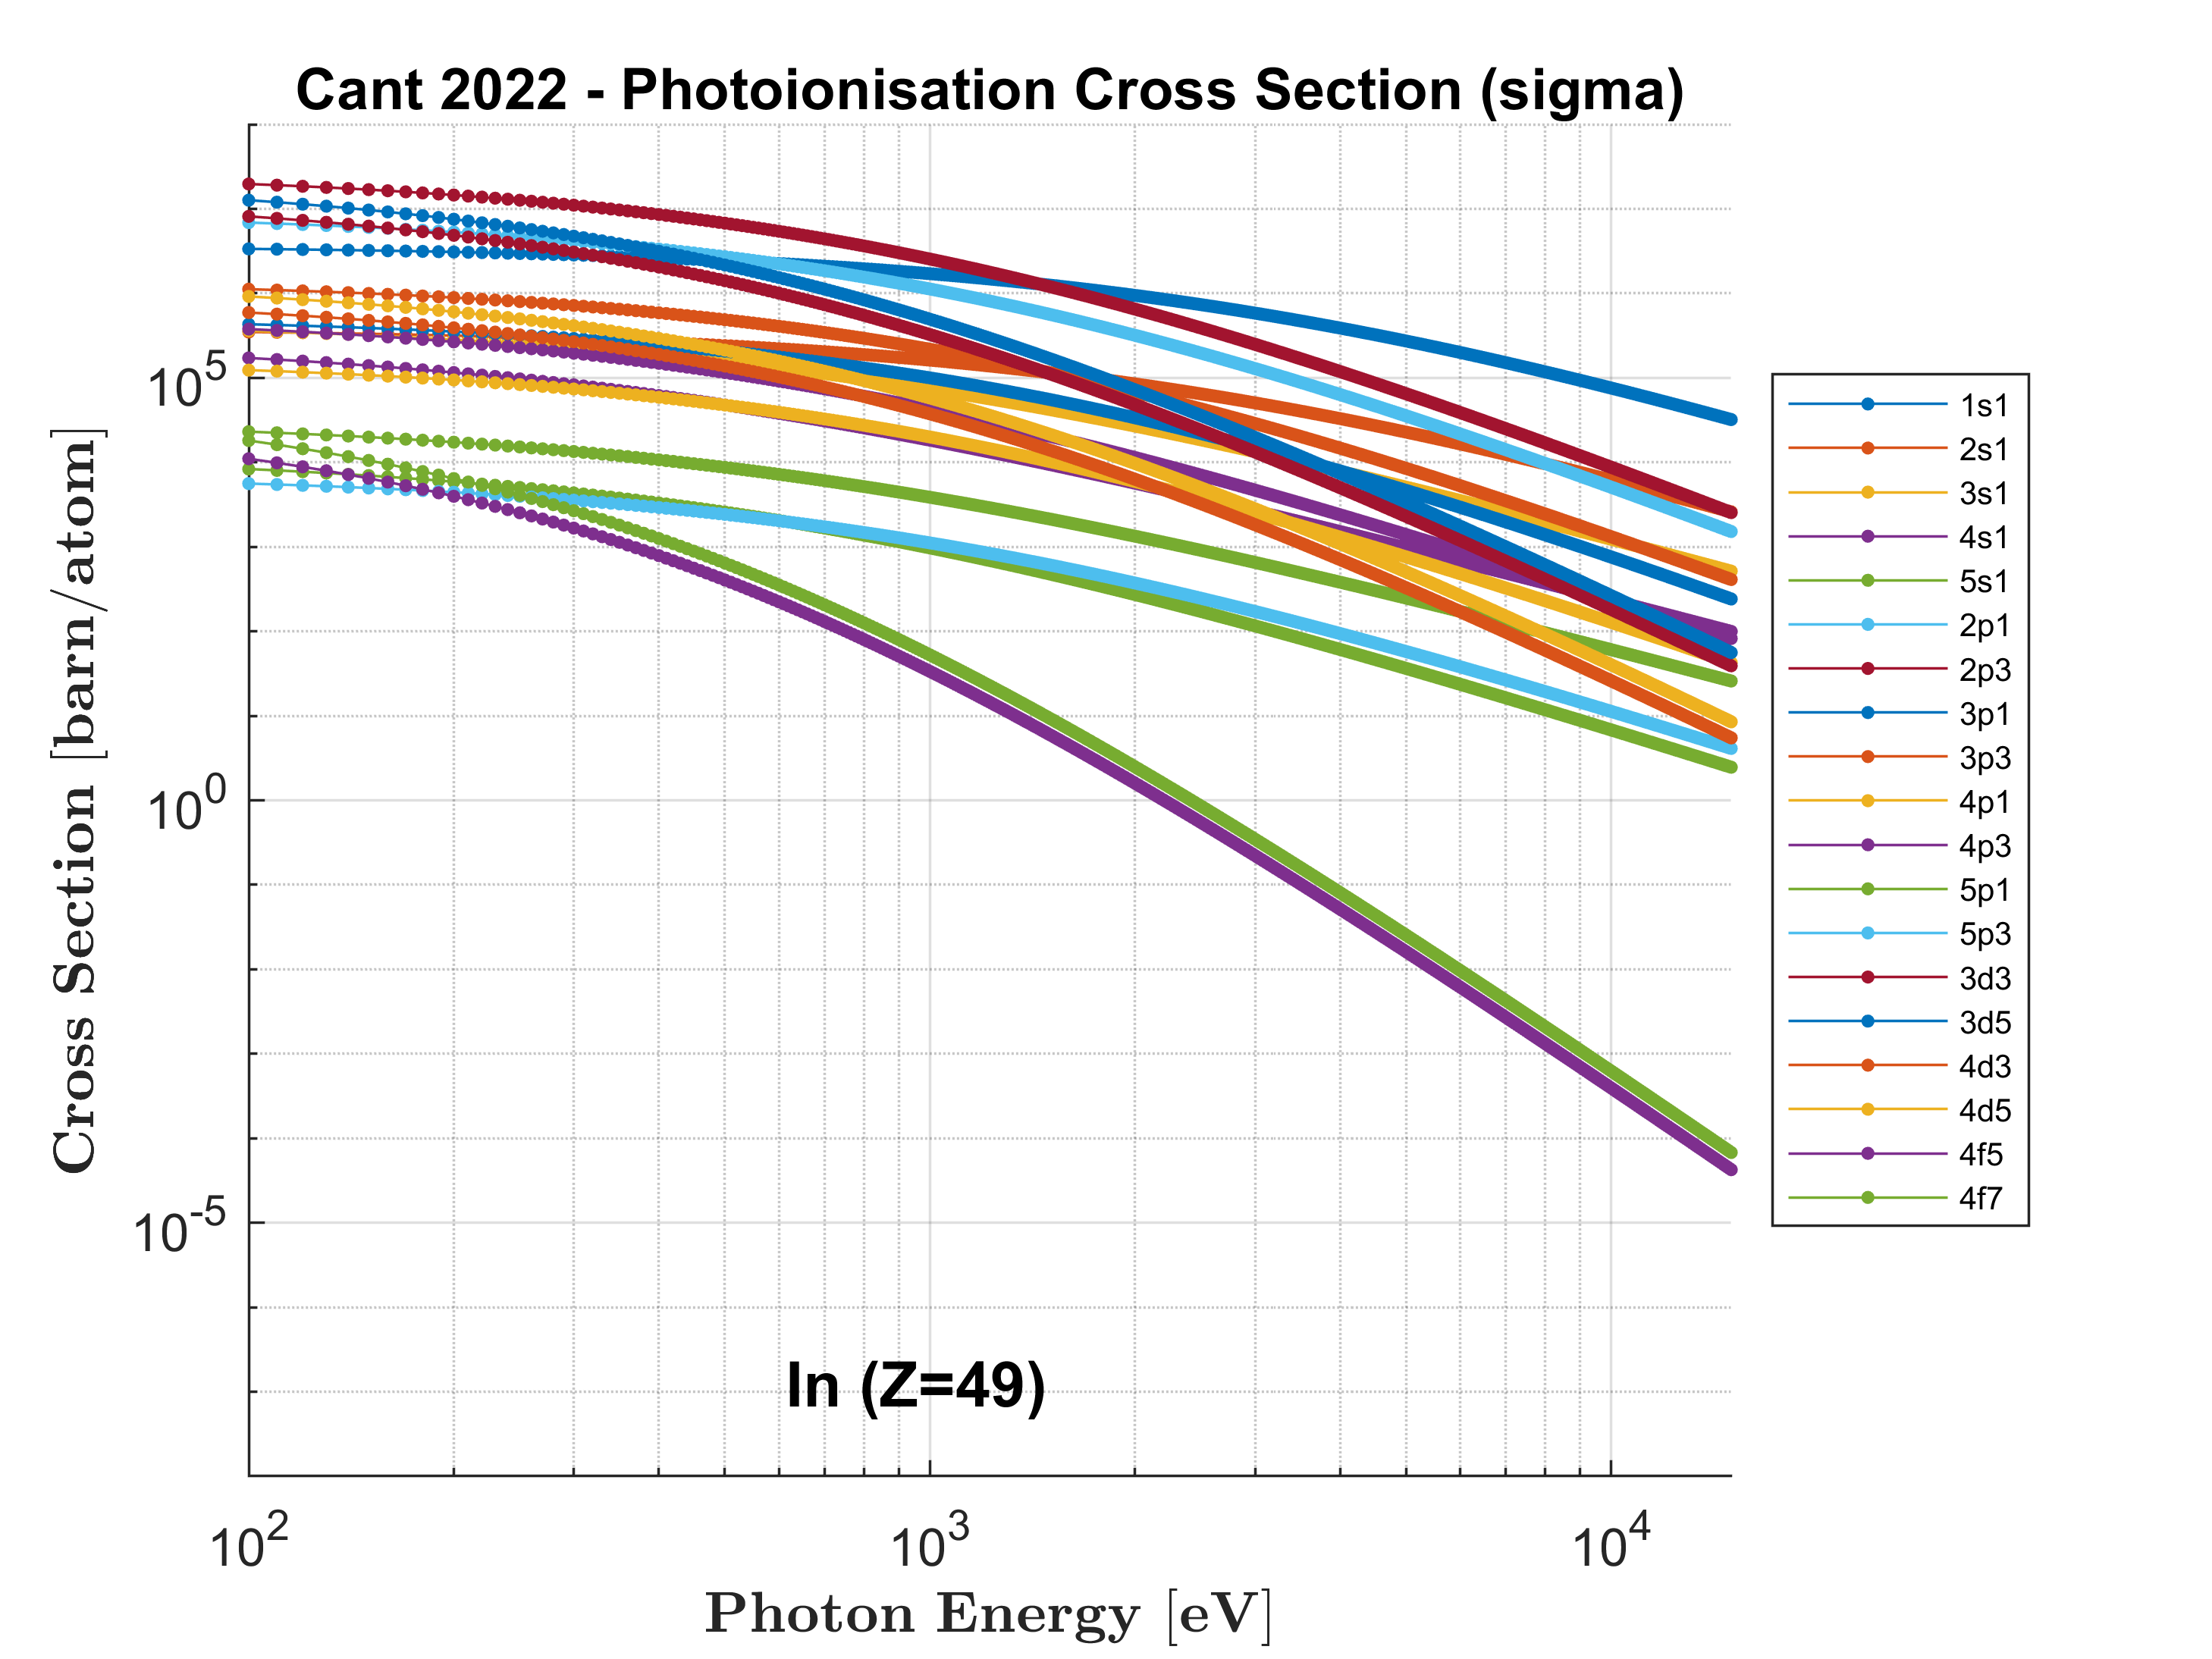 Cant 2022 - Photoionisation Cross Section (sigma)
Cross Section [barn/atom]
10^5
10^0
10^-5
10^2
10^3
10^4
Photon Energy [eV]
In (Z=49)
1s1
2s1
3s1
4s1
5s1
2p1
2p3
3p1
3p3
4p1
4p3
5p1
5p3
3d3
3d5
4d3
4d5
4f5
4f7